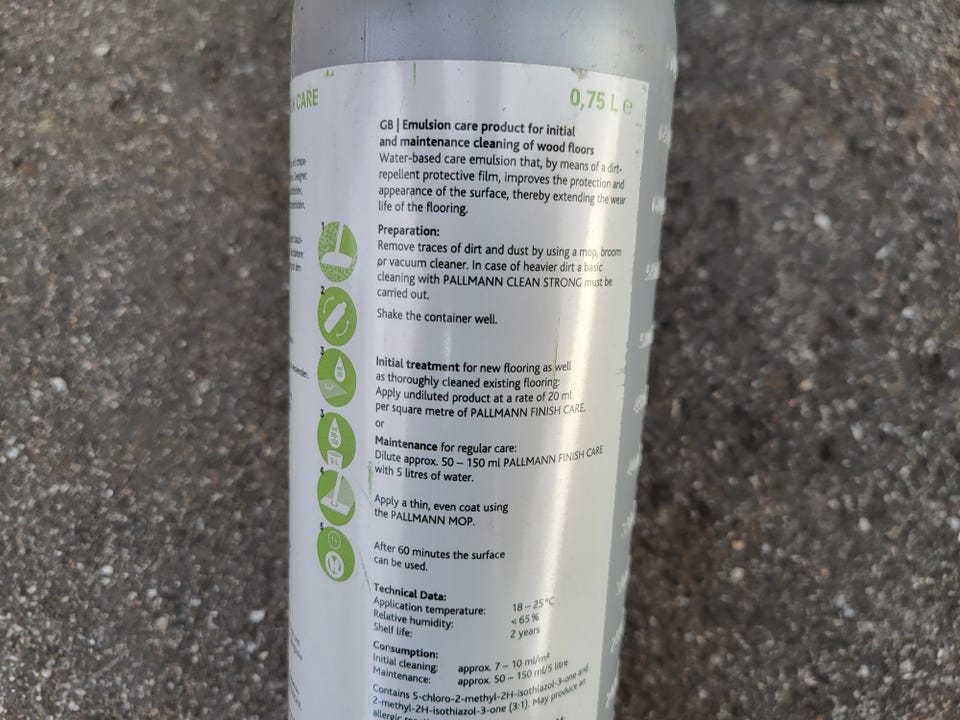 CARE
0,75 L e
GB | Emulsion care product for initial
and maintenance cleaning of wood floors
Water-based care emulsion that, by means of a dirt-
repellent protective film, improves the protection and
appearance of the surface, thereby extending the wear
life of the flooring.
Preparation:
Remove traces of dirt and dust by using a mop, broom
or vacuum cleaner. In case of heavier dirt a basic
cleaning with PALLMANN CLEAN STRONG must be
carried out.
Shake the container well.
Initial treatment for new flooring as well
as thoroughly cleaned existing flooring:
Apply undiluted product at a rate of 20 ml
per square metre of PALLMANN FINISH CARE.
or
Maintenance for regular care:
Dilute approx. 50 – 150 ml PALLMANN FINISH CARE
with 5 litres of water.
Apply a thin, even coat using
the PALLMANN MOP.
After 60 minutes the surface
can be used.
Technical Data:
Application temperature: 18 – 25 °C
Relative humidity: < 65 %
Shelf life: 2 years
Consumption:
Initial cleaning: approx. 7 – 10 ml/m²
Maintenance: approx. 50 – 150 ml/5 litre
Contains 5-chloro-2-methyl-2H-isothiazol-3-one and
2-methyl-2H-isothiazol-3-one (3:1). May produce an
allergic
1
2
3
3
4
5